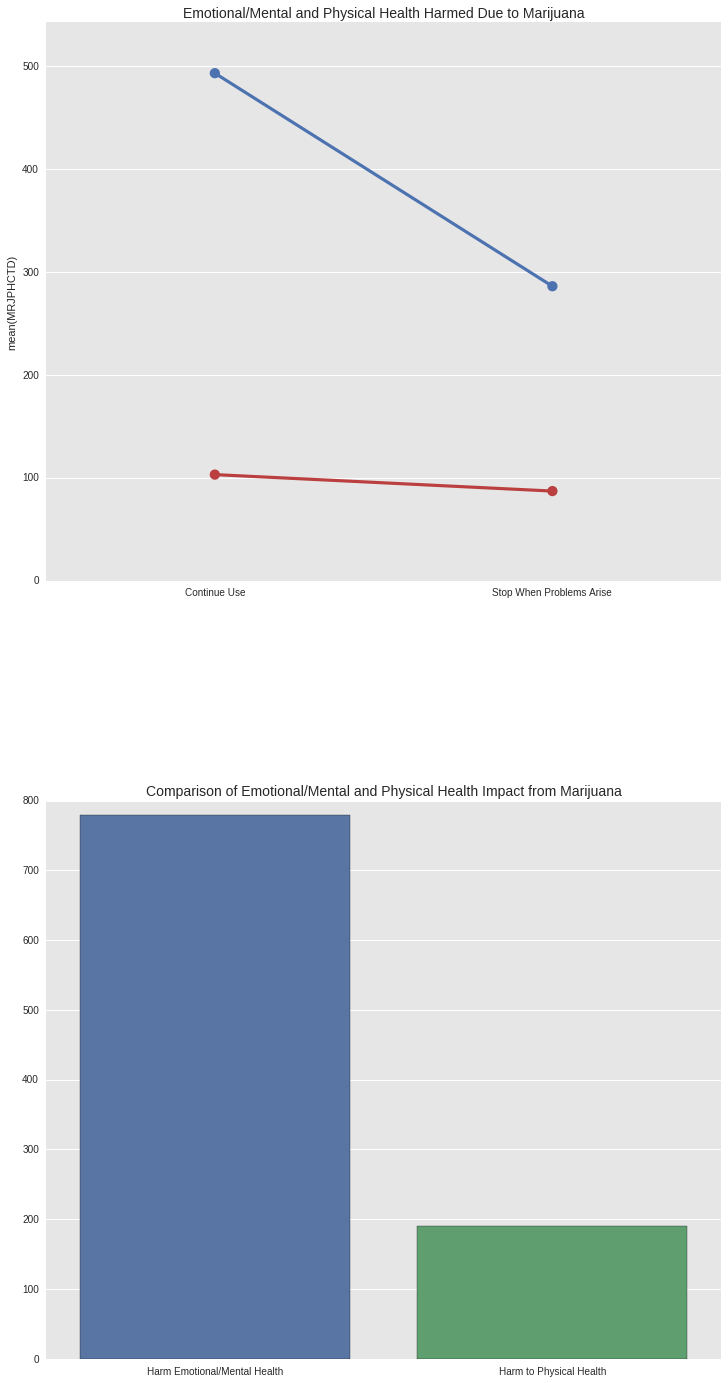 Emotional/Mental and Physical Health Harmed Due to Marijuana
500
400
300
200
100
0
mean(MRJPHCTD)
Continue Use
Stop When Problems Arise
Comparison of Emotional/Mental and Physical Health Impact from Marijuana
800
700
600
500
400
300
200
100
0
Harm Emotional/Mental Health
Harm to Physical Health